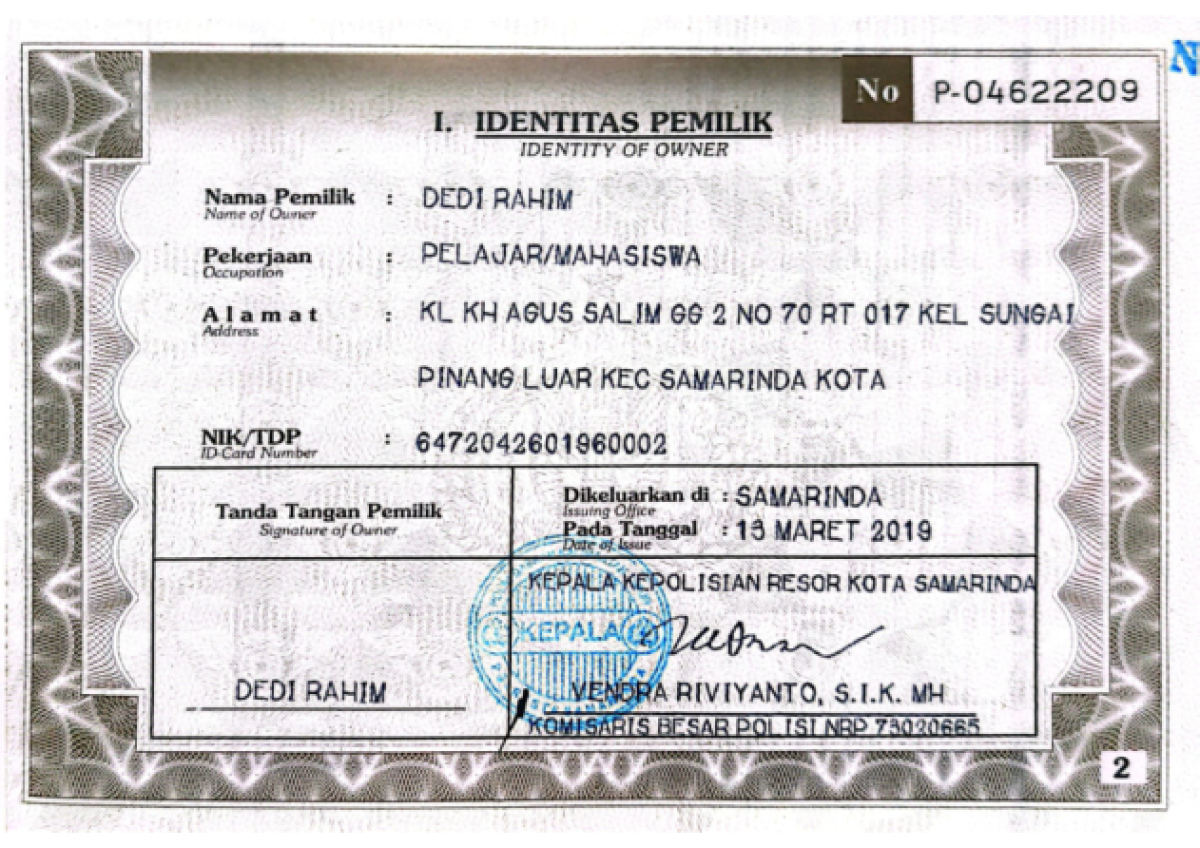 No P-04622209
I. IDENTITAS PEMILIK
IDENTITY OF OWNER
Nama Pemilik : DEDI RAHIM
Name of Owner
Pekerjaan : PELAJAR/MAHASISWA
Occupation
Alamat : KL KH AGUS SALIM GG 2 NO 70 RT 017 KEL SUNGAI
Address
PINANG LUAR KEC SAMARINDA KOTA
NIK/TDP : 6472042601960002
ID-Card Number
Tanda Tangan Pemilik
Signature of Owner
Dikeluarkan di : SAMARINDA
Issuing Office
Pada Tanggal : 13 MARET 2019
Date of Issue
KEPALA KEPOLISIAN RESOR KOTA SAMARINDA
KEPALA
DEDI RAHIM
VENDRA RIVIYANTO, S.I.K. MH
KOMISARIS BESAR POLISI NRP 75020665
2